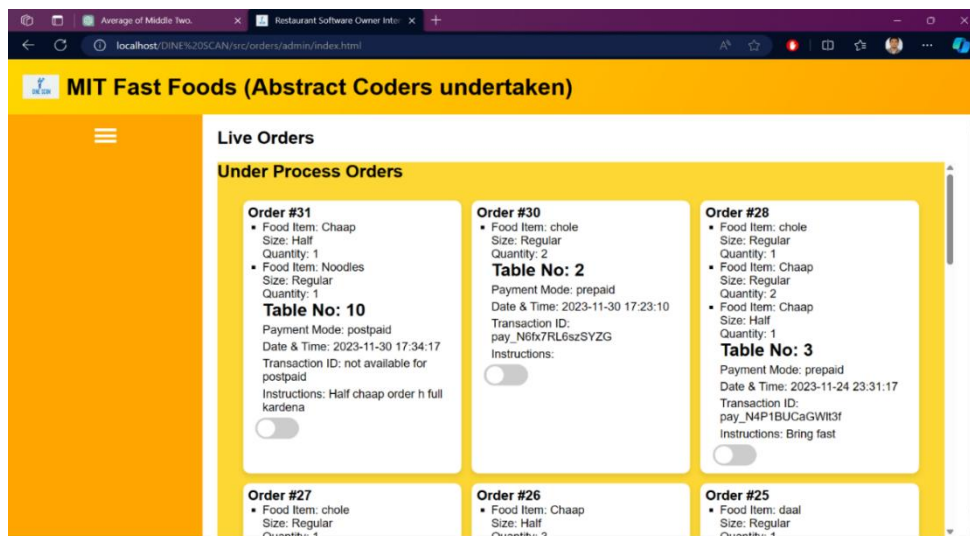 Average of Middle Two.
Restaurant Software Owner Inter
localhost/DINE%20SCAN/src/orders/admin/index.html
MIT Fast Foods (Abstract Coders undertaken)
Live Orders
Under Process Orders
Order #31
Food Item: Chaap
Size: Half
Quantity: 1
Food Item: Noodles
Size: Regular
Quantity: 1
Table No: 10
Payment Mode: postpaid
Date & Time: 2023-11-30 17:34:17
Transaction ID: not available for
postpaid
Instructions: Half chaap order h full
kardena
Order #30
Food Item: chole
Size: Regular
Quantity: 2
Table No: 2
Payment Mode: prepaid
Date & Time: 2023-11-30 17:23:10
Transaction ID:
pay_N6fx7RL6szSYZG
Instructions:
Order #28
Food Item: chole
Size: Regular
Quantity: 1
Food Item: Chaap
Size: Regular
Quantity: 2
Food Item: Chaap
Size: Half
Quantity: 1
Table No: 3
Payment Mode: prepaid
Date & Time: 2023-11-24 23:31:17
Transaction ID:
pay_N4P1BUCaGWlt3f
Instructions: Bring fast
Order #27
Food Item: chole
Size: Regular
Quantity: 1
Order #26
Food Item: Chaap
Size: Half
Order #25
Food Item: daal
Size: Regular
Quantity: 1